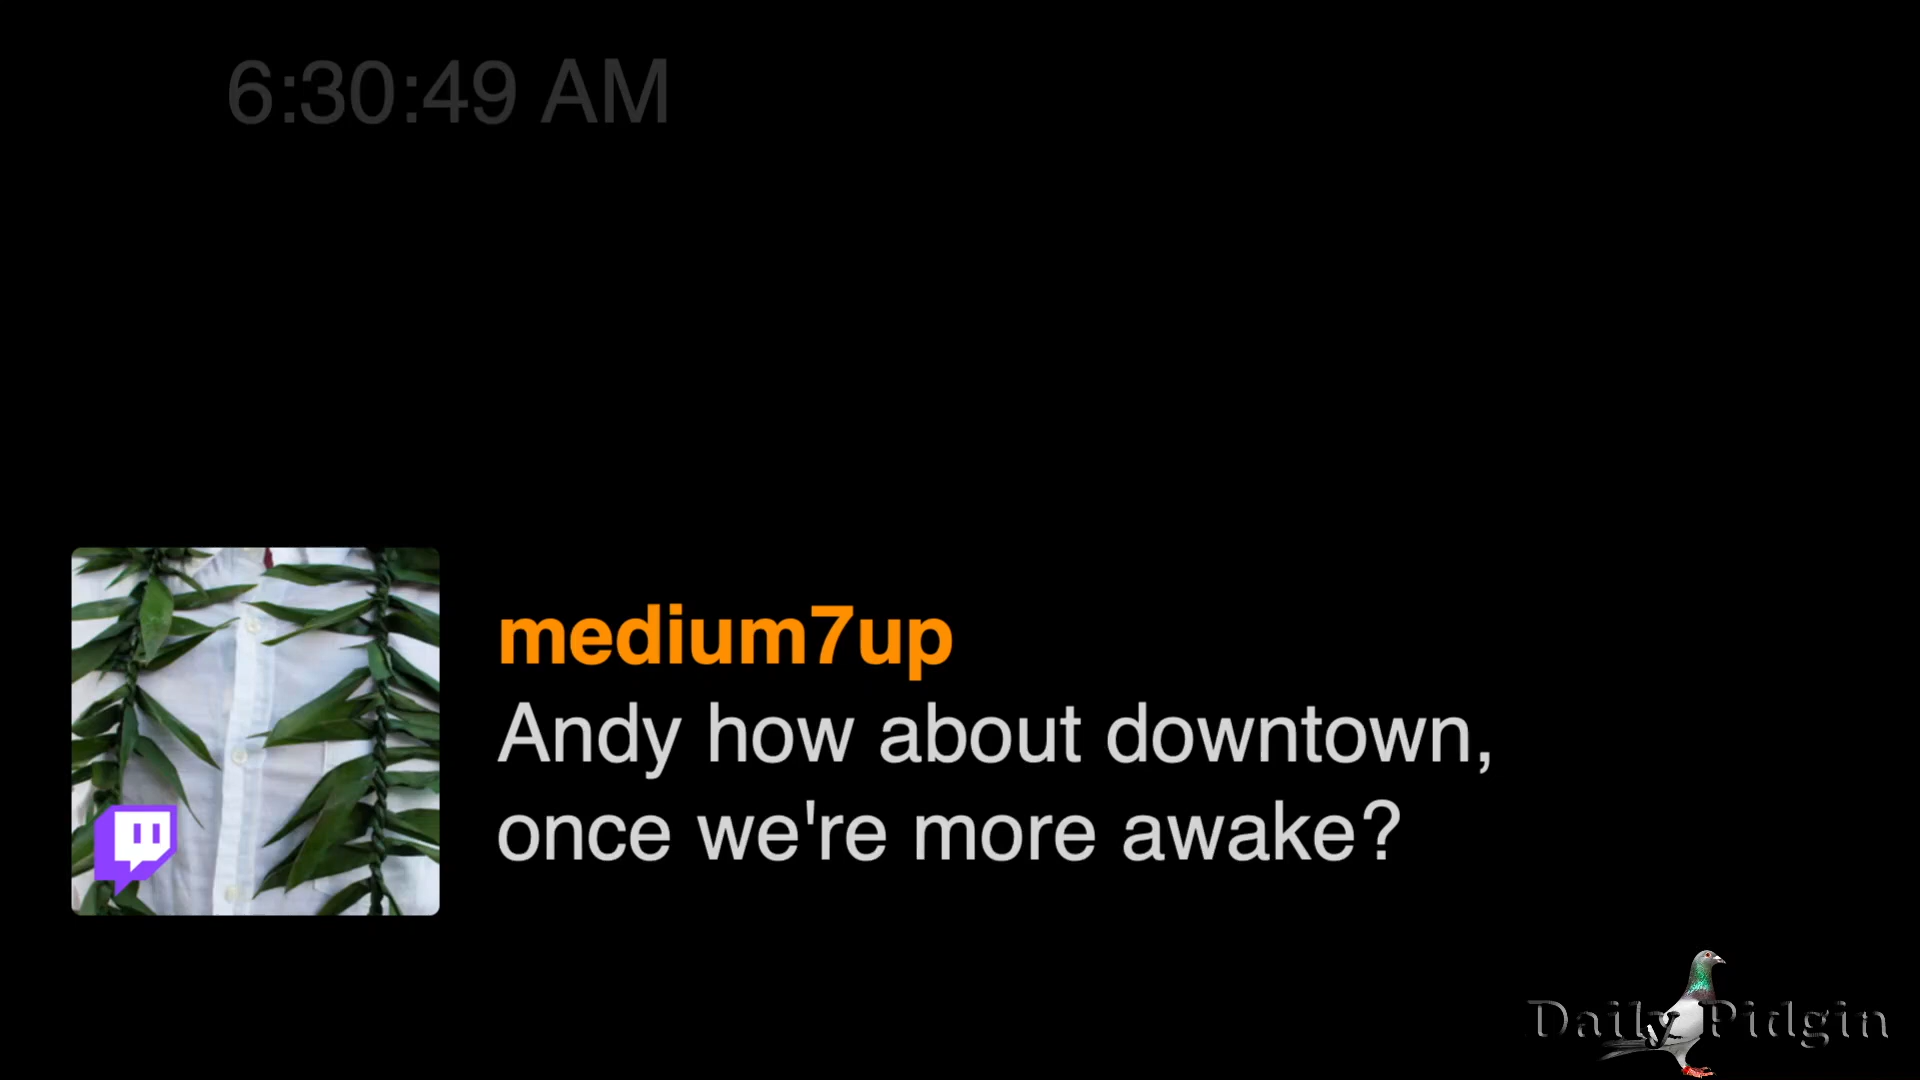 6:30:49 AM
medium7up
Andy how about downtown,
once we're more awake?
Daily Pidgin